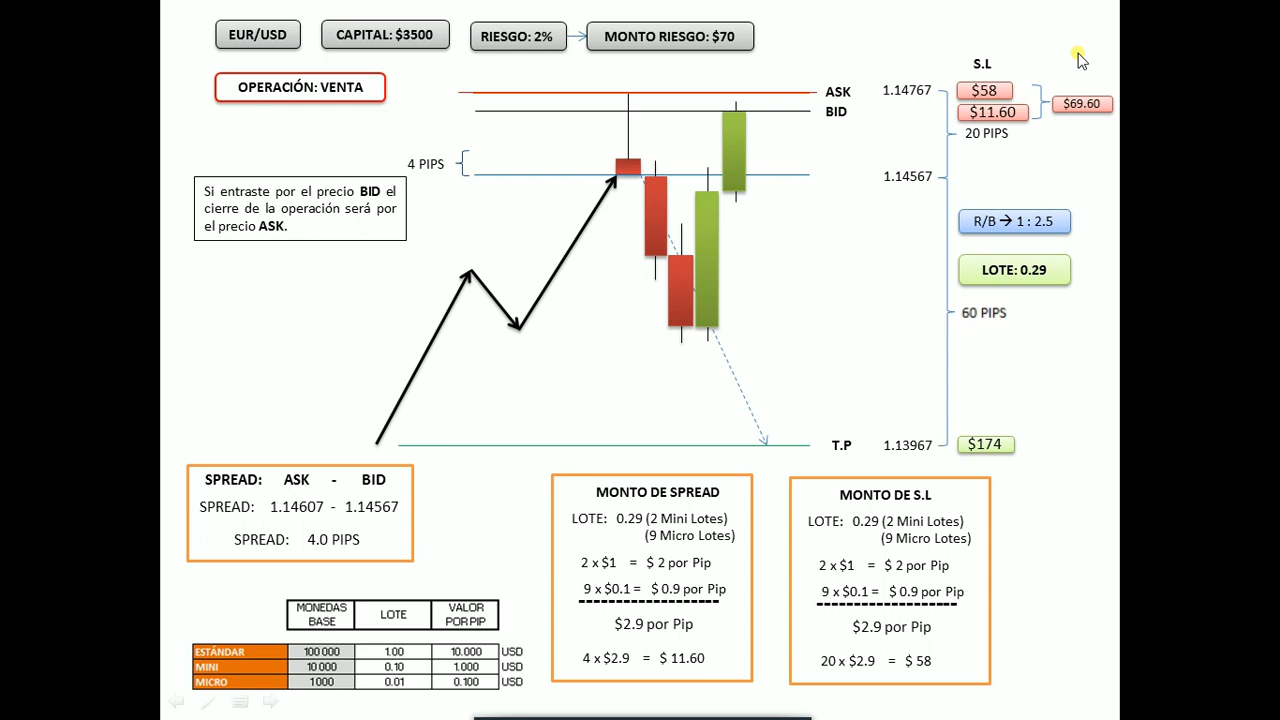 EUR/USD
CAPITAL: $3500
RIESGO: 2%
MONTO RIESGO: $70
OPERACIÓN: VENTA
S.L
ASK
1.14767
$58
$69.60
BID
$11.60
20 PIPS
4 PIPS
1.14567
Si entraste por el precio BID el
cierre de la operación será por
el precio ASK.
R/B → 1 : 2.5
LOTE: 0.29
60 PIPS
T.P
1.13967
$174
SPREAD: ASK - BID
SPREAD: 1.14607 - 1.14567
SPREAD: 4.0 PIPS
MONTO DE SPREAD
LOTE: 0.29 (2 Mini Lotes)
(9 Micro Lotes)
2 x $1 = $ 2 por Pip
9 x $0.1 = $ 0.9 por Pip
$2.9 por Pip
4 x $2.9 = $ 11.60
MONTO DE S.L
LOTE: 0.29 (2 Mini Lotes)
(9 Micro Lotes)
2 x $1 = $ 2 por Pip
9 x $0.1 = $ 0.9 por Pip
$2.9 por Pip
20 x $2.9 = $ 58
MONEDAS BASE LOTE VALOR POR PIP
ESTÁNDAR 100 000 1.00 10.000 USD
MINI 10 000 0.10 1.000 USD
MICRO 1 000 0.01 0.100 USD